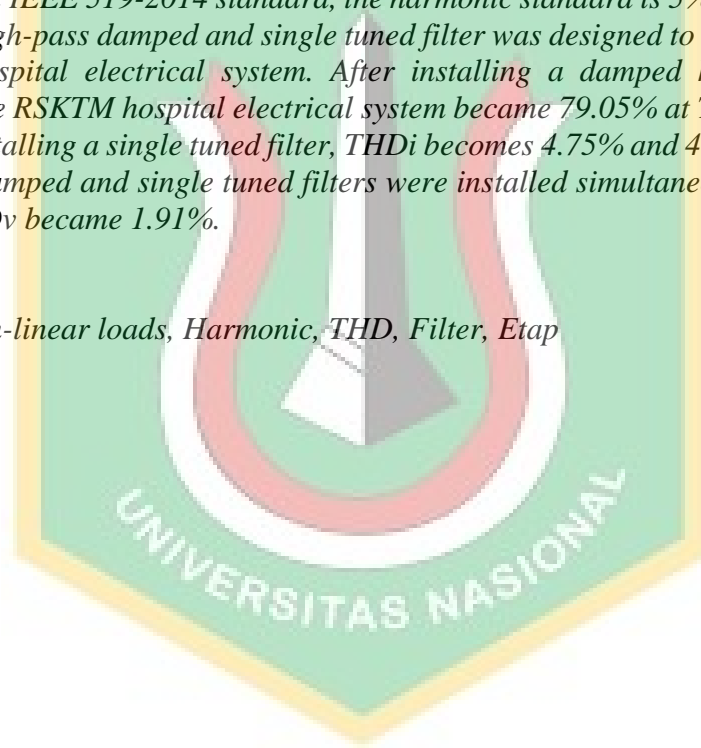 IEEE 519-2014 standard, the harmonic standard is 5%
gh-pass damped and single tuned filter was designed to
spital electrical system. After installing a damped
e RSKTM hospital electrical system became 79.05% at
talling a single tuned filter, THDi becomes 4.75% and 4
amped and single tuned filters were installed simultane
Dv became 1.91%.
n-linear loads, Harmonic, THD, Filter, Etap
UNIVERSITAS NASIONAL